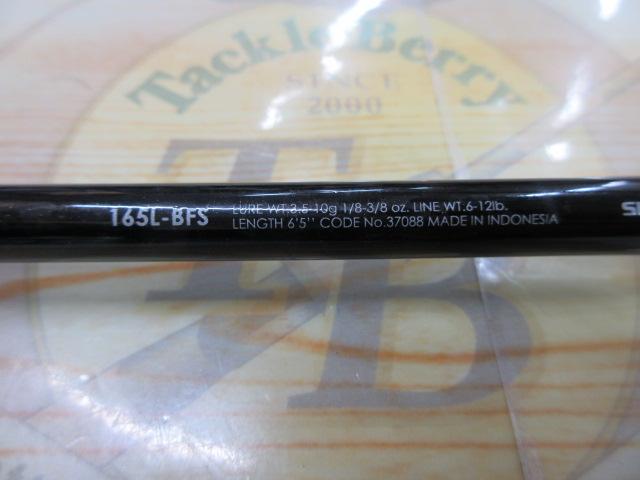 TackleBerry
SINCE
2000
TB
165L-BFS
LURE WT.3.5-10g 1/8-3/8 oz. LINE WT.6-12lb.
LENGTH 6'5'' CODE No.37088 MADE IN INDONESIA